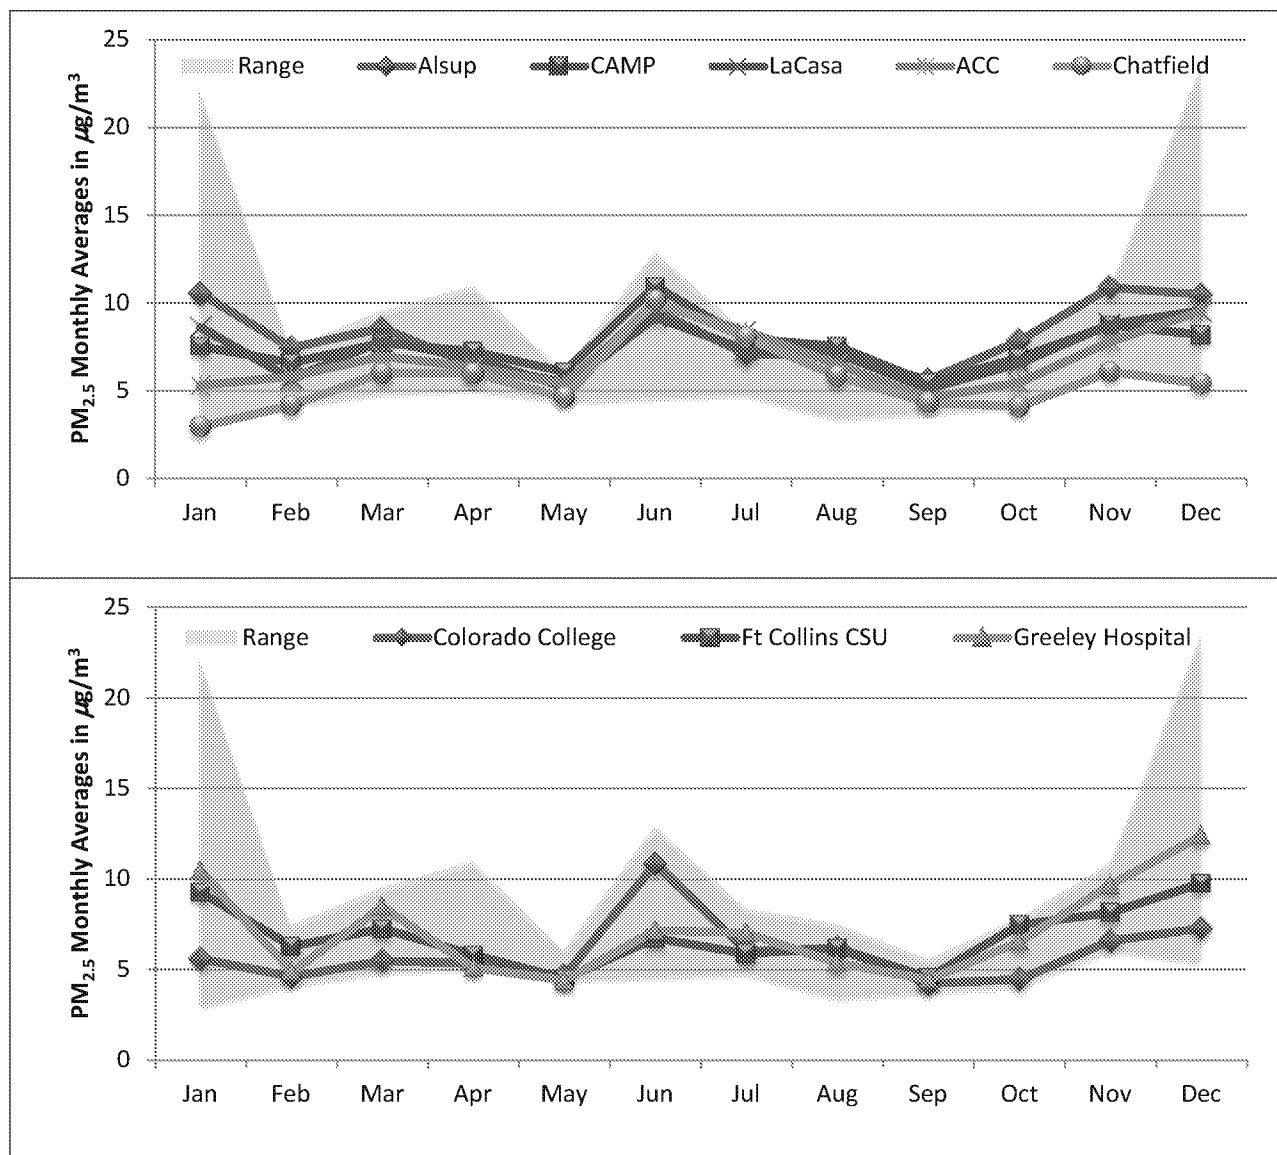 25
20
15
10
5
0
PM2.5 Monthly Averages in µg/m³
Range Alsup CAMP LaCasa ACC Chatfield
Jan Feb Mar Apr May Jun Jul Aug Sep Oct Nov Dec
25
20
15
10
5
0
PM2.5 Monthly Averages in µg/m³
Range Colorado College Ft Collins CSU Greeley Hospital
Jan Feb Mar Apr May Jun Jul Aug Sep Oct Nov Dec